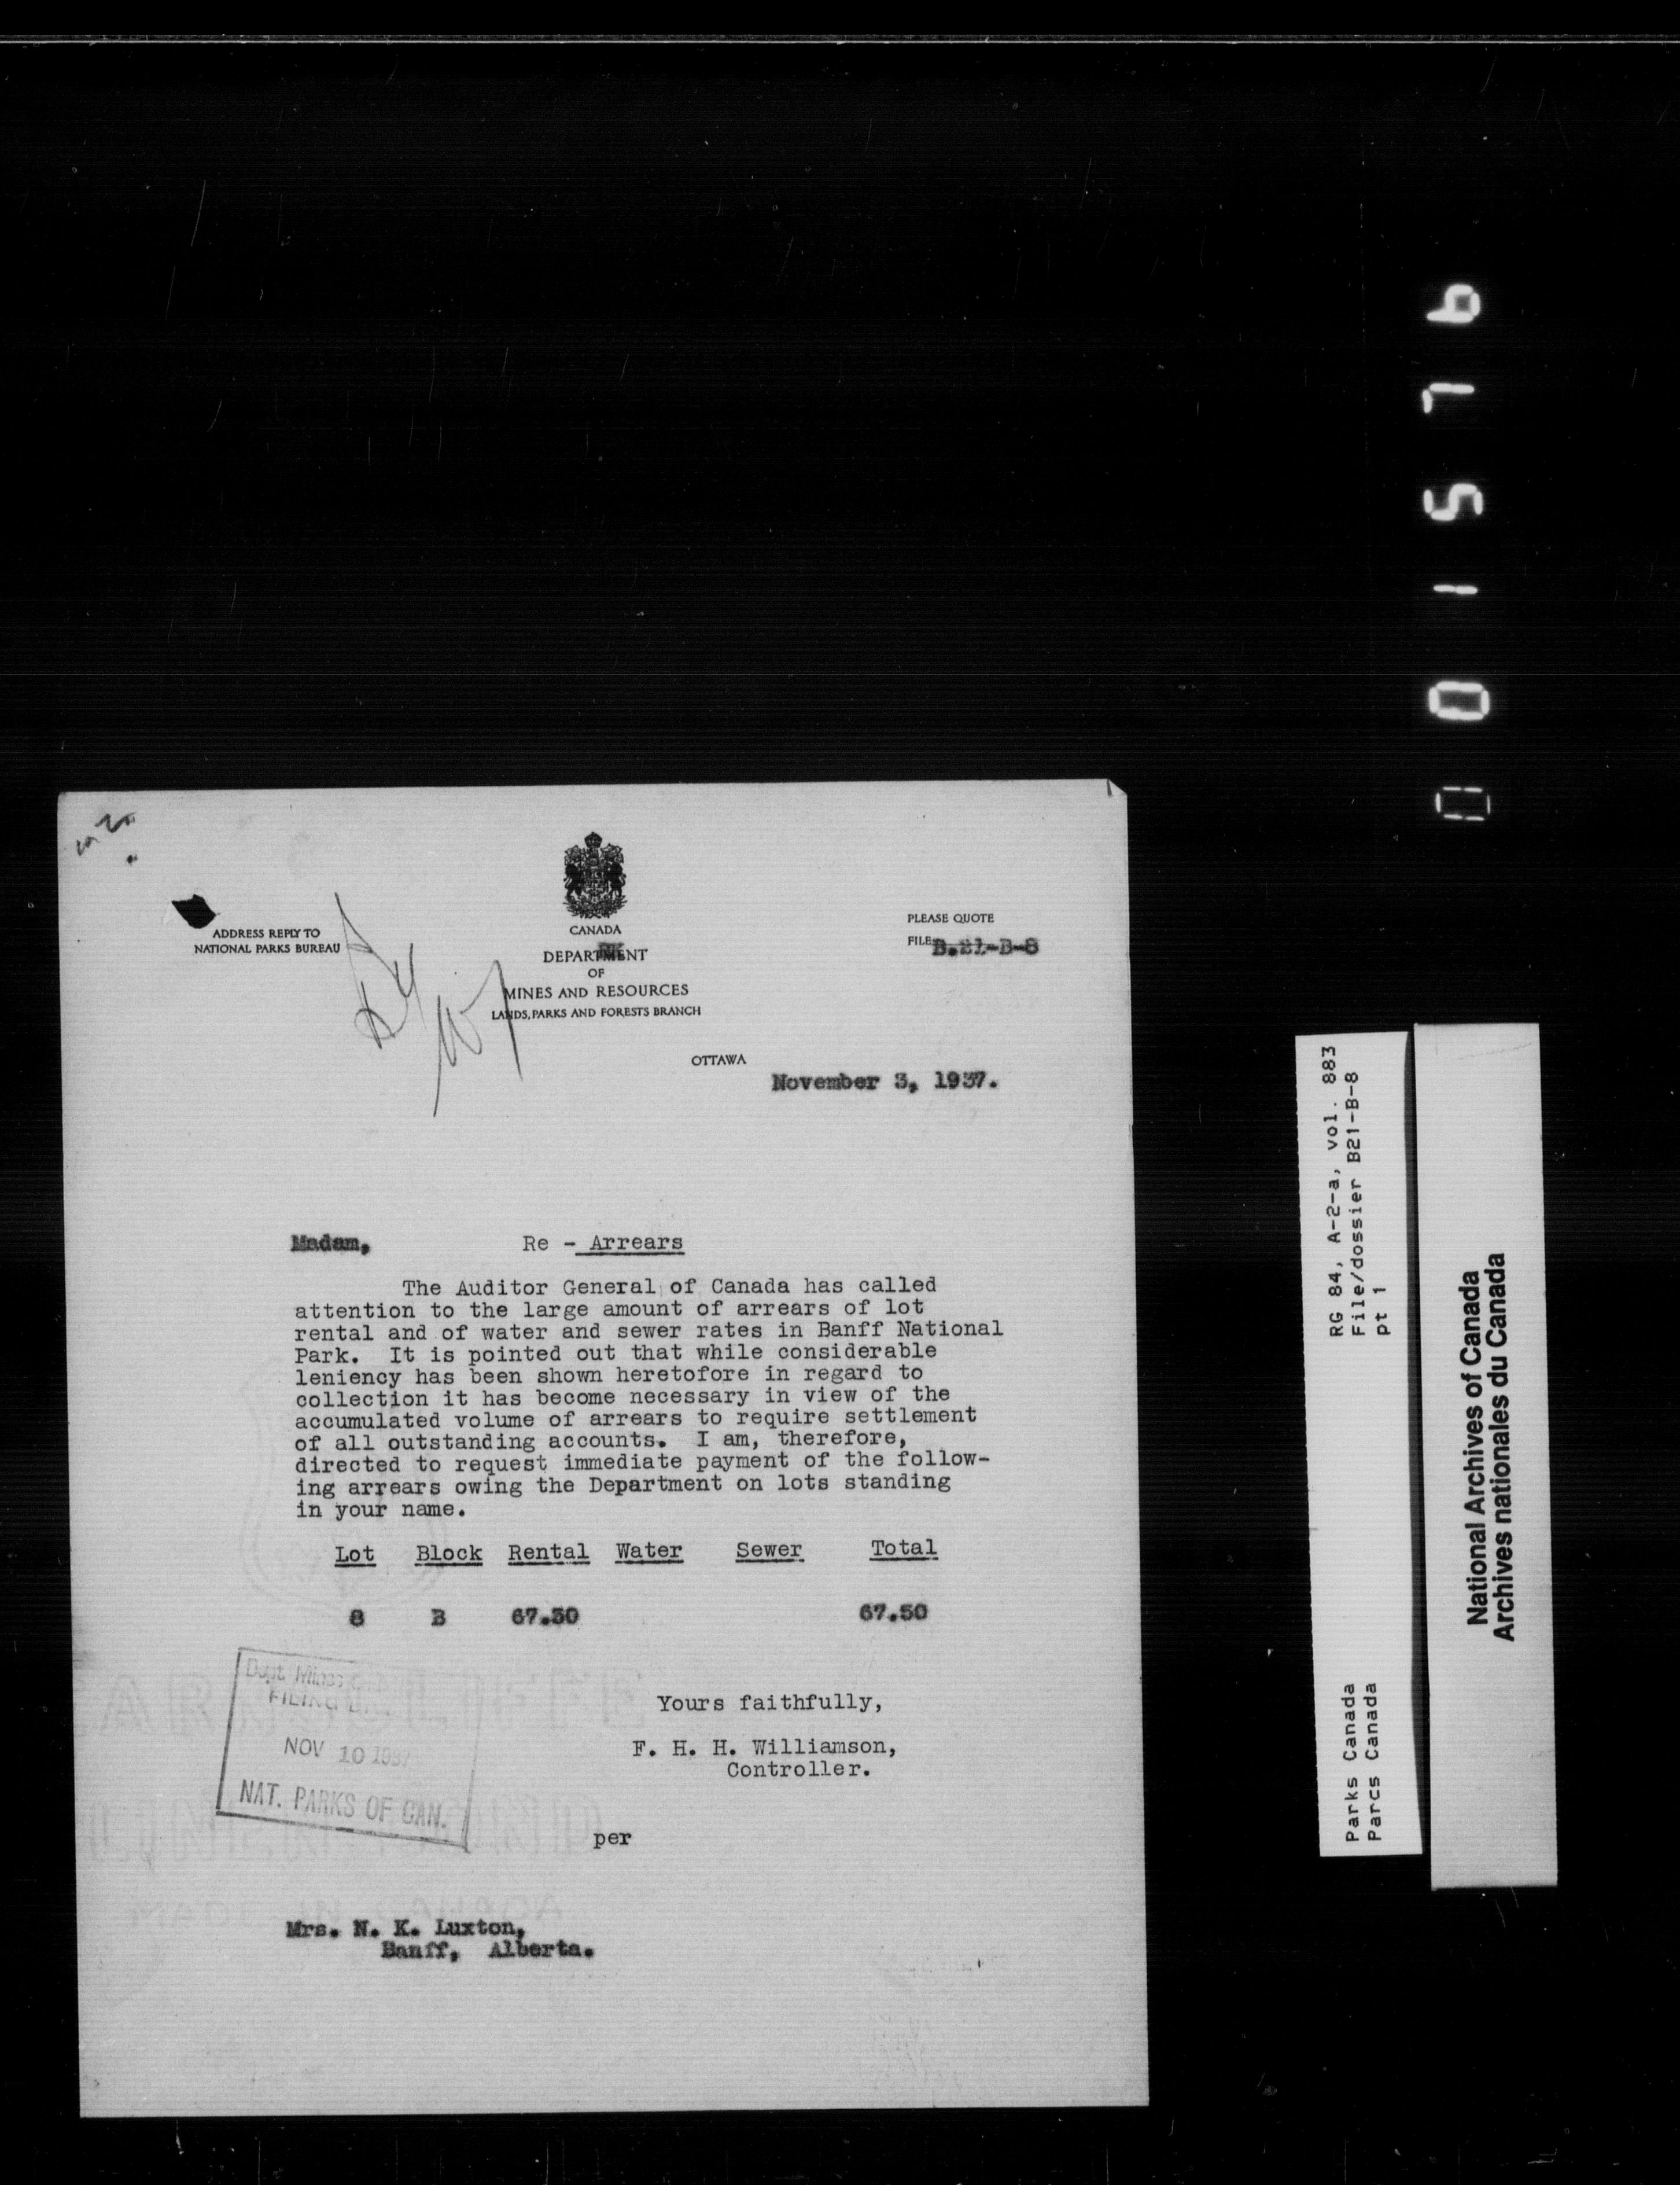 ADDRESS REPLY TO
NATIONAL PARKS BUREAU
CANADA
DEPARTMENT
OF
MINES AND RESOURCES
LANDS, PARKS AND FORESTS BRANCH
PLEASE QUOTE
FILE B.21-B-8
OTTAWA
November 3, 1937.
Madam,
Re - Arrears
The Auditor General of Canada has called
attention to the large amount of arrears of lot
rental and of water and sewer rates in Banff National
Park. It is pointed out that while considerable
leniency has been shown heretofore in regard to
collection it has become necessary in view of the
accumulated volume of arrears to require settlement
of all outstanding accounts. I am, therefore,
directed to request immediate payment of the follow-
ing arrears owing the Department on lots standing
in your name.
Lot Block Rental Water Sewer Total
8 B 67.50 67.50
Dept. Mines
FILING
NOV 10 1937
NAT. PARKS OF CAN.
Yours faithfully,
F. H. H. Williamson,
Controller.
per
Mrs. N. K. Luxton,
Banff, Alberta.
RG 84, A-2-a, vol. 883
File/dossier B21-B-8
pt 1
Parks Canada
Parcs Canada
National Archives of Canada
Archives nationales du Canada